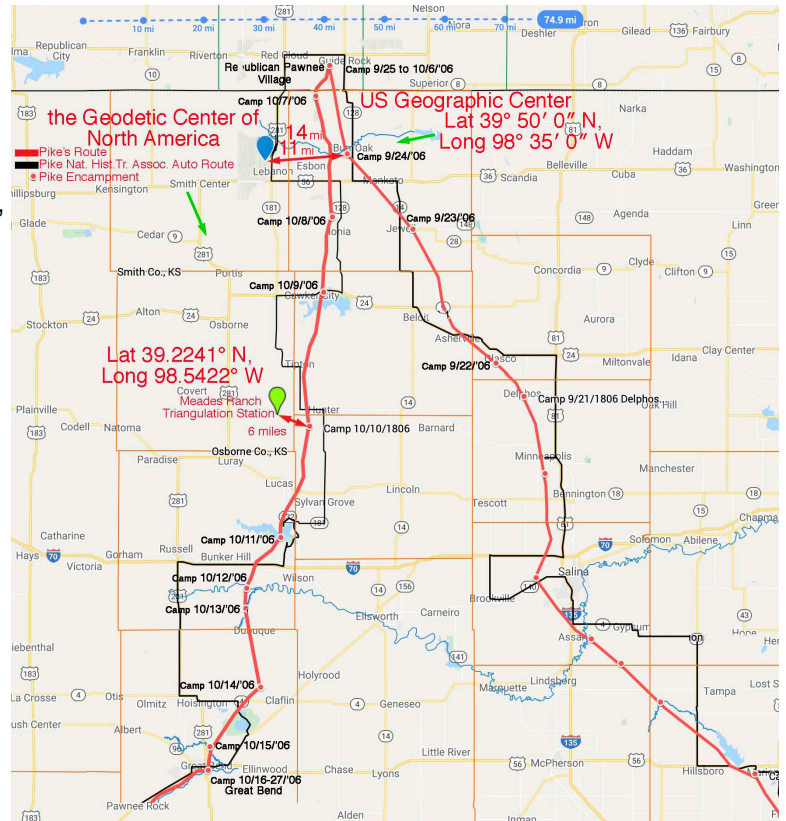 281
Nelson
Mora
Deshler
Gilead
136
Fairbury
10 mi
20 mi
30 mi
40 mi
50 mi
60 mi
70 mi
74.9 mi
Republican
City
Franklin
Riverton
Red Cloud
Guide Rock
Superior
Republican Pawnee
Village
Camp 9/25 to 10/6/'06
Camp 10/7/'06
the Geodetic Center of
North America
US Geographic Center
Lat 39° 50′ 0″ N,
Long 98° 35′ 0″ W
14 mi
11 mi
Burr Oak
Camp 9/24/'06
Pike's Route
Pike Nat. Hist.Tr. Assoc. Auto Route
Pike Encampment
Lebanon
Esbon
Mankato
Narka
Belleville
Haddam
Washington
Scandia
Cuba
Phillipsburg
Kensington
Smith Center
Agenda
Linn
Glade
Cedar
Camp 10/8/'06
Ionia
Camp 9/23/'06
Jewell
Green
Clyde
Concordia
Clifton
Smith Co., KS
Portis
Camp 10/9/'06
Cawker City
Stockton
Alton
Osborne
Beloit
Asherville
Aurora
Glasco
Clay Center
Idana
Miltonvale
Camp 9/22/'06
Lat 39.2241° N,
Long 98.5422° W
Tipton
Covert
Meades Ranch
Triangulation Station
6 miles
Hunter
Delphos
Camp 9/21/1806 Delphos...
Oak Hill
Plainville
Codell
Natoma
Camp 10/10/1806
Barnard
Osborne Co., KS
Paradise
Luray
Minneapolis
Manchester
Lucas
Lincoln
Bennington
Sylvan Grove
Tescott
Chapman
Catharine
Camp 10/11/'06
Solomon
Abilene
Hays
Victoria
Gorham
Russell
Bunker Hill
Camp 10/12/'06
Wilson
Salina
Brookville
Camp 10/13/'06
Ellsworth
Carneiro
Dubuque
Assaria
Gypsum
Hope
Liebenthal
Camp 10/14/'06
Holyrood
Lindsborg
Marquette
Tampa
Lost S
La Crosse
Otis
Olmitz
Hoisington
Claflin
Geneseo
Rush Center
Albert
Camp 10/15/'06
Little River
Great Bend
Ellinwood
Chase
Lyons
McPherson
Hillsboro
Camp 10/16-27/'06
Great Bend
Pawnee Rock
Alden
Inman